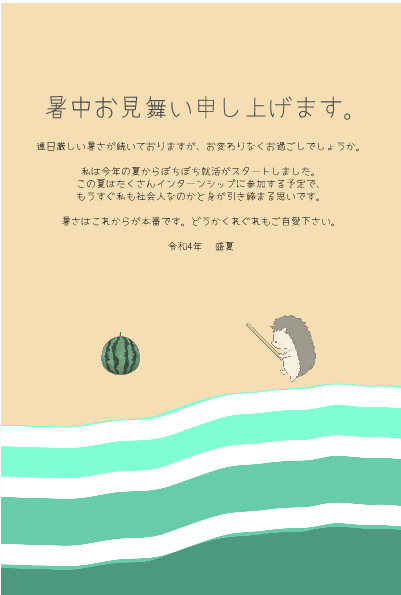 暑中お見舞い申し上げます。
連日厳しい暑さが続いておりますが、お変わりなくお過ごしでしょうか。
私は今年の夏からぼちぼち就活がスタートしました。
この夏はたくさんインターンシップに参加する予定で、
もうすぐ私も社会人なのかと身が引き締まる思いです。
暑さはこれからが本番です。どうかくれぐれもご自愛下さい。
令和4年　盛夏